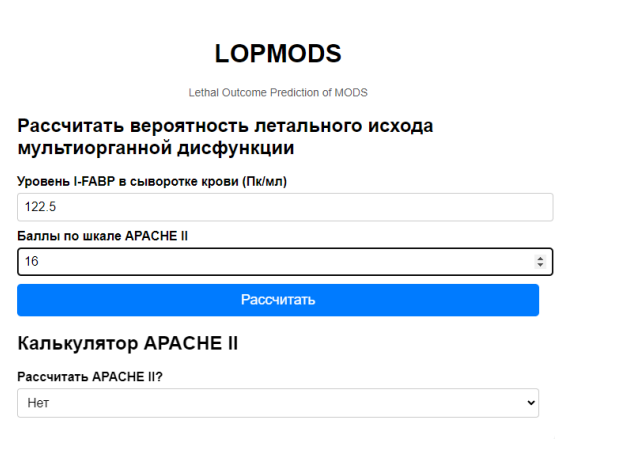 LOPMODS
Lethal Outcome Prediction of MODS
Рассчитать вероятность летального исхода
мультиорганной дисфункции
Уровень I-FABP в сыворотке крови (Пк/мл)
122.5
Баллы по шкале APACHE II
16
Рассчитать
Калькулятор APACHE II
Рассчитать APACHE II?
Нет